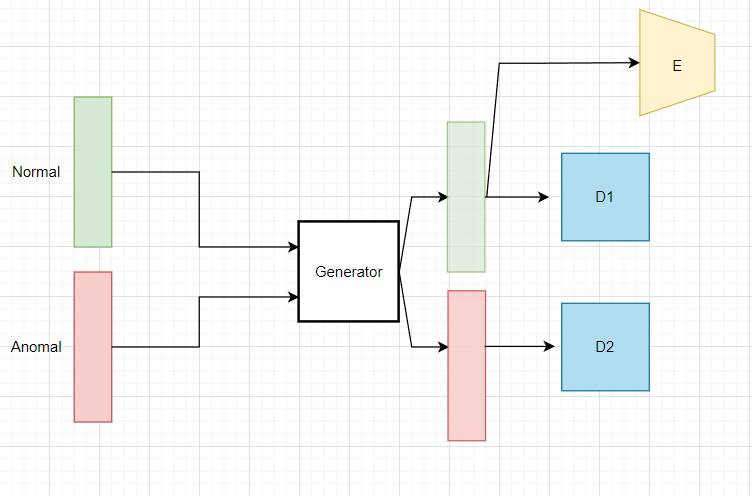 E
Normal
D1
Generator
Anomal
D2